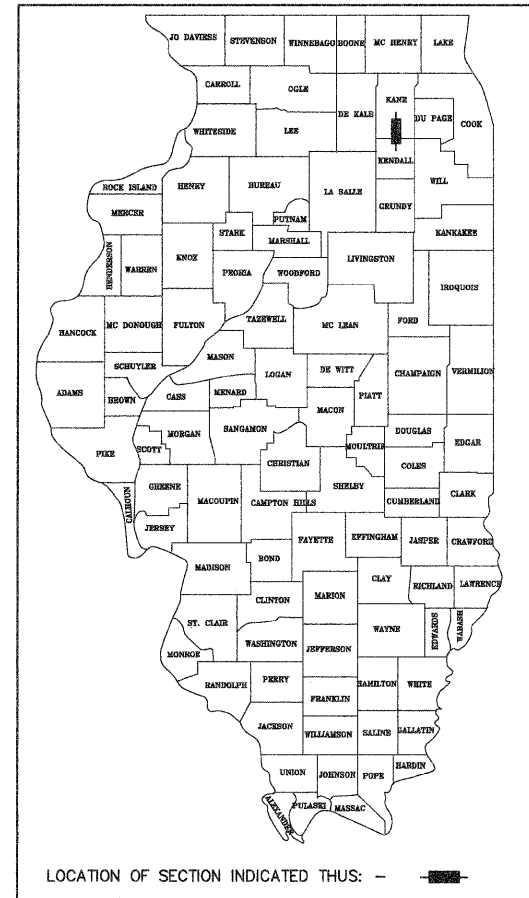 JO DAVIESS STEVENSON WINNEBAGO BOONE MC HENRY LAKE
CARROLL OGLE DE KALB KANE DU PAGE COOK
WHITESIDE LEE
KENDALL
ROCK ISLAND HENRY BUREAU LA SALLE GRUNDY WILL
MERCER PUTNAM
STARK MARSHALL KANKAKEE
HENDERSON WARREN KNOX PEORIA WOODFORD LIVINGSTON IROQUOIS
HANCOCK MC DONOUGH FULTON TAZEWELL MC LEAN FORD
SCHUYLER MASON DE WITT CHAMPAIGN VERMILION
ADAMS BROWN CASS MENARD LOGAN MACON PIATT
PIKE SCOTT MORGAN SANGAMON MOULTRIE DOUGLAS EDGAR
CHRISTIAN COLES
CALHOUN GREENE MACOUPIN CAMPTON HILLS SHELBY CUMBERLAND CLARK
JERSEY FAYETTE EFFINGHAM JASPER CRAWFORD
MADISON BOND CLAY RICHLAND LAWRENCE
CLINTON MARION
ST. CLAIR WAYNE EDWARDS WABASH
WASHINGTON JEFFERSON
MONROE
RANDOLPH PERRY HAMILTON WHITE
FRANKLIN
JACKSON WILLIAMSON SALINE GALLATIN
UNION JOHNSON POPE HARDIN
ALEXANDER PULASKI MASSAC
LOCATION OF SECTION INDICATED THUS: -